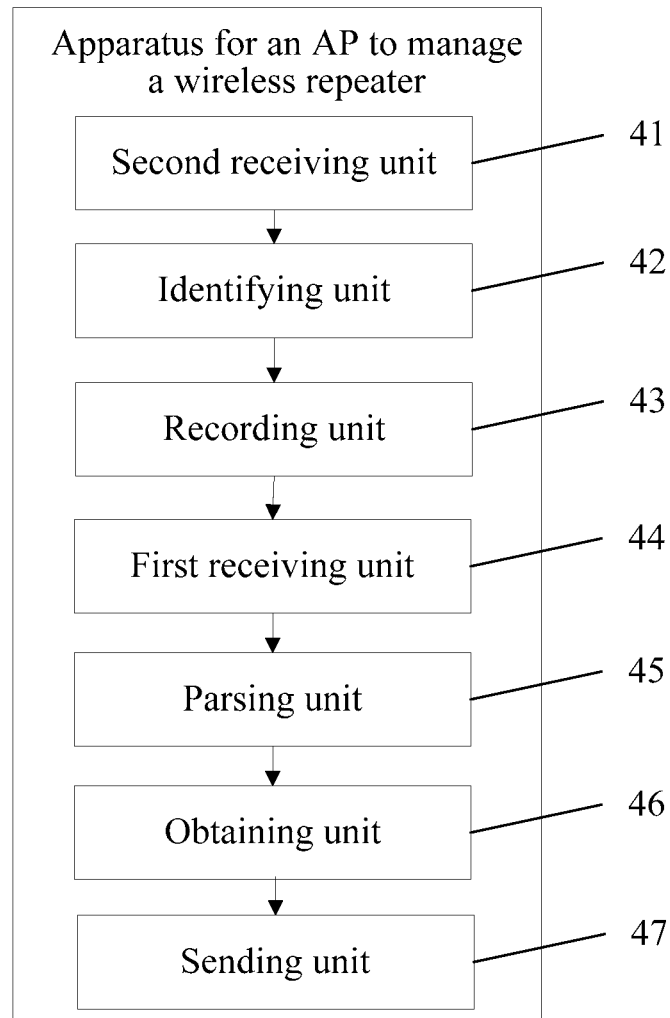 Apparatus for an AP to manage
a wireless repeater
Second receiving unit
41
Identifying unit
42
Recording unit
43
First receiving unit
44
Parsing unit
45
Obtaining unit
46
Sending unit
47